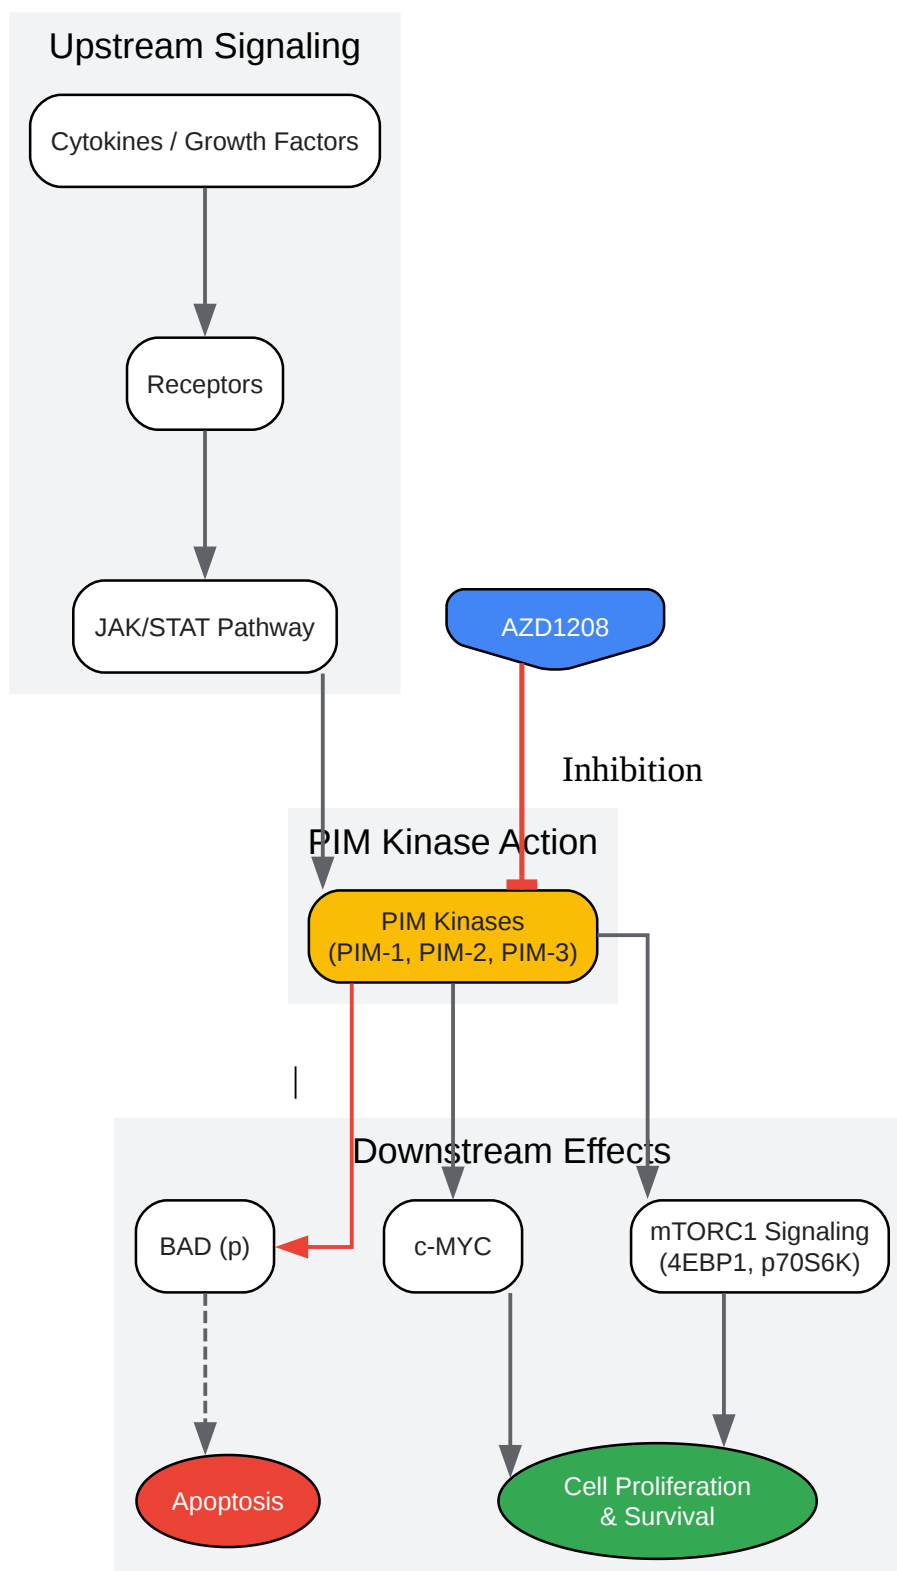 Upstream Signaling
Cytokines / Growth Factors
Receptors
JAK/STAT Pathway
AZD1208
Inhibition
PIM Kinase Action
PIM Kinases
(PIM-1, PIM-2, PIM-3)
|
Downstream Effects
BAD (p)
c-MYC
mTORC1 Signaling
(4EBP1, p70S6K)
Apoptosis
Cell Proliferation
& Survival